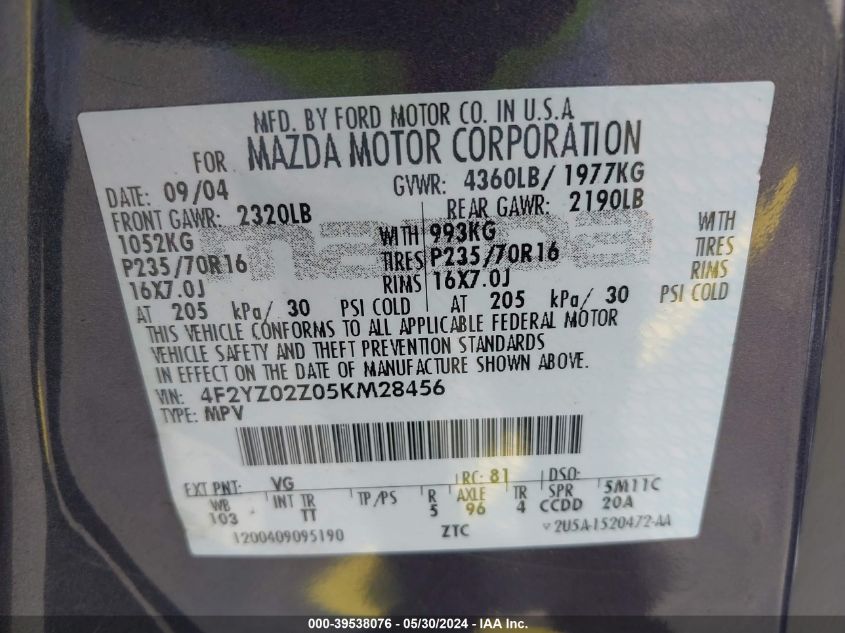 MFD. BY FORD MOTOR CO. IN U.S.A
FOR MAZDA MOTOR CORPORATION
DATE: 09/04 GVWR: 4360LB/ 1977KG
FRONT GAWR: 2320LB REAR GAWR: 2190LB
1052KG WITH 993KG WITH
P235/70R16 TIRES P235/70R16 TIRES
16X7.0J RIMS 16X7.0J RIMS
AT 205 kPa/ 30 PSI COLD AT 205 kPa/ 30 PSI COLD
THIS VEHICLE CONFORMS TO ALL APPLICABLE FEDERAL MOTOR
VEHICLE SAFETY AND THEFT PREVENTION STANDARDS
IN EFFECT ON THE DATE OF MANUFACTURE SHOWN ABOVE.
VIN: 4F2YZ02Z05KM28456
TYPE: MPV
EXT PNT: VG RC: 81 DSO:
WB INT TR TP/PS R AXLE TR SPR 5M11C
103 TT 5 96 4 CCDD 20A
1200409095190 ZTC 2U5A-1520472-AA
mazda
000-39538076 - 05/30/2024 - IAA Inc.